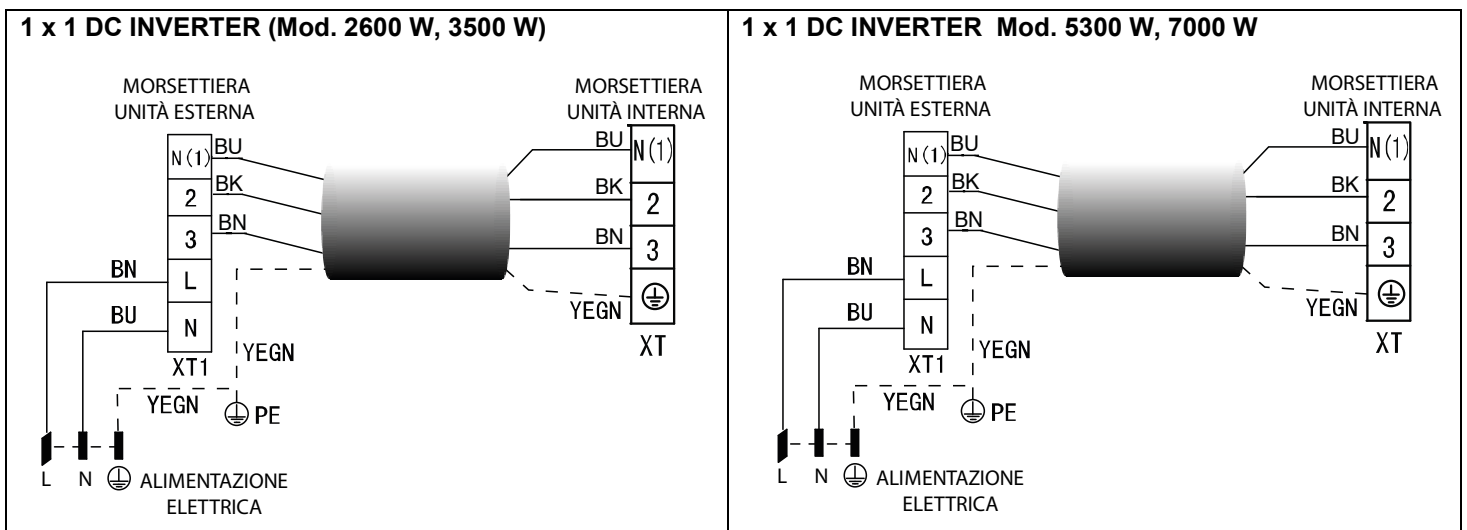 1 x 1 DC INVERTER (Mod. 2600 W, 3500 W)
MORSETTIERA
UNITÀ ESTERNA
MORSETTIERA
UNITÀ INTERNA
N(1) BU
BU N(1)
2 BK
BK 2
3 BN
BN 3
BN L
BU N
YEGN
XT1
YEGN
XT
YEGN
PE
L N ALIMENTAZIONE
ELETTRICA
1 x 1 DC INVERTER Mod. 5300 W, 7000 W
MORSETTIERA
UNITÀ ESTERNA
MORSETTIERA
UNITÀ INTERNA
N(1) BU
BU N(1)
2 BK
BK 2
3 BN
BN 3
BN L
BU N
YEGN
XT1
YEGN
XT
YEGN
PE
L N ALIMENTAZIONE
ELETTRICA